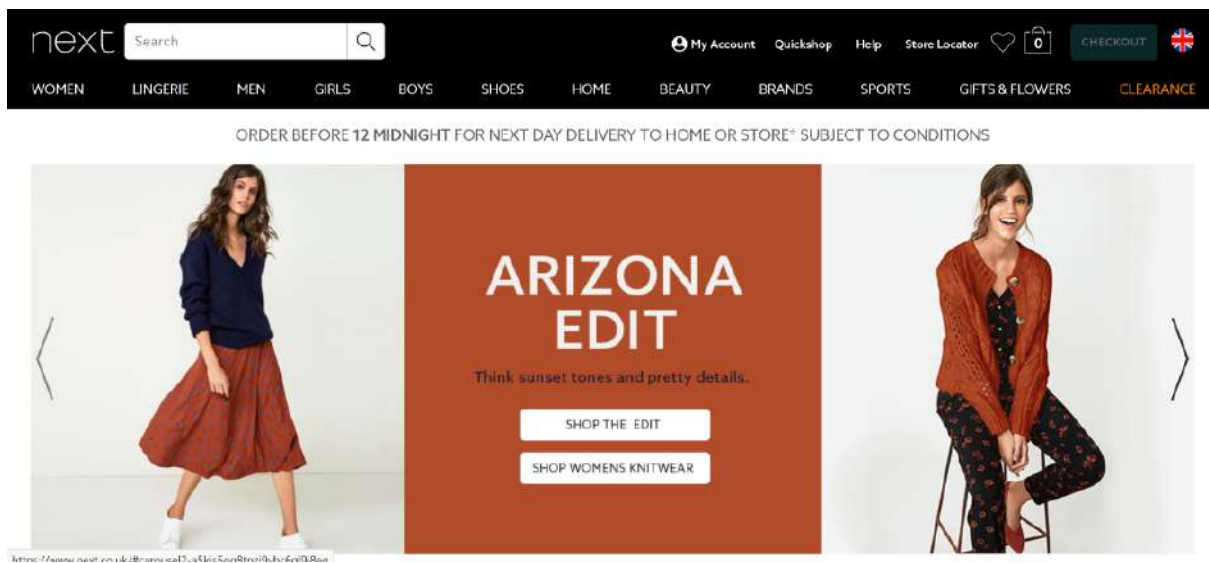 next
Search
My Account Quickshop Help Store Locator 0 CHECKOUT
WOMEN LINGERIE MEN GIRLS BOYS SHOES HOME BEAUTY BRANDS SPORTS GIFTS & FLOWERS CLEARANCE
ORDER BEFORE 12 MIDNIGHT FOR NEXT DAY DELIVERY TO HOME OR STORE* SUBJECT TO CONDITIONS
ARIZONA
EDIT
Think sunset tones and pretty details.
SHOP THE EDIT
SHOP WOMENS KNITWEAR